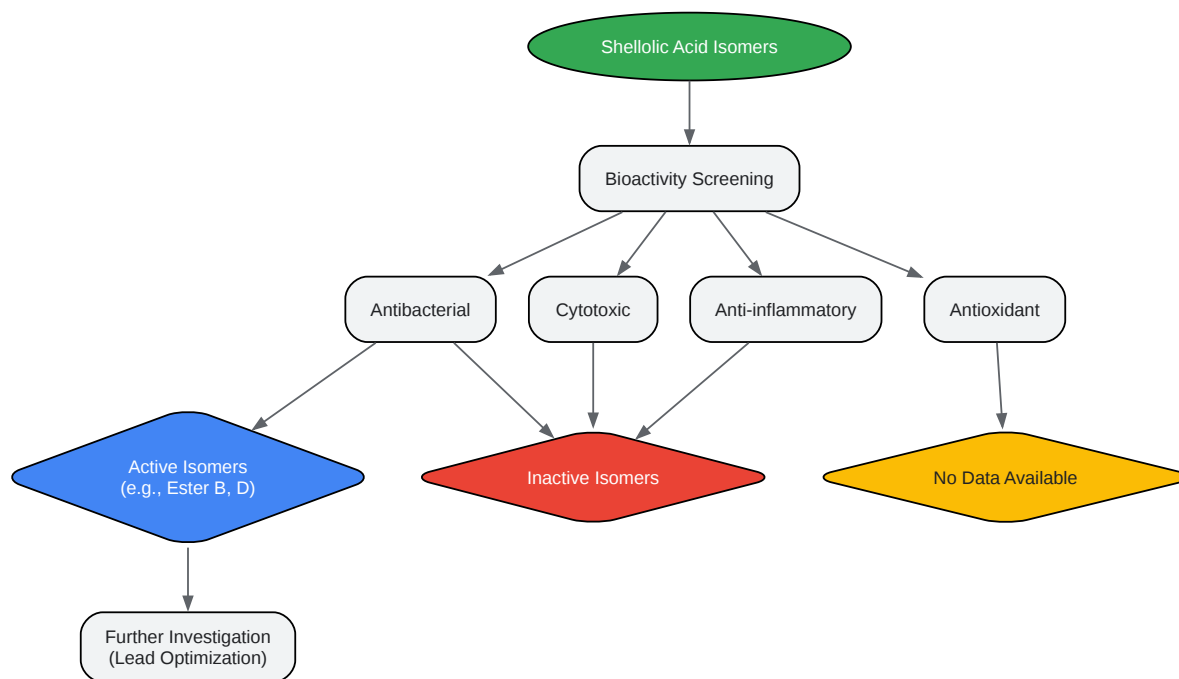 Shellolic Acid Isomers
Bioactivity Screening
Antibacterial
Cytotoxic
Anti-inflammatory
Antioxidant
Active Isomers
(e.g., Ester B, D)
Inactive Isomers
No Data Available
Further Investigation
(Lead Optimization)